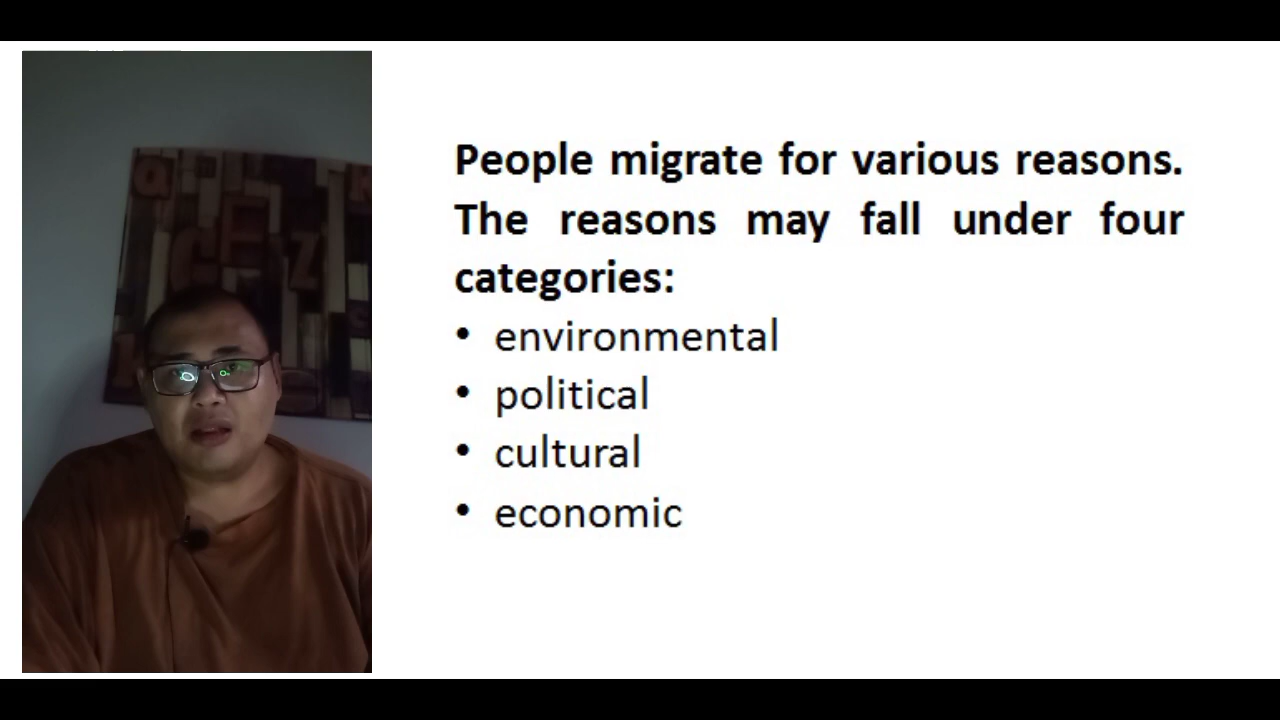 People migrate for various reasons.
The reasons may fall under four
categories:
• environmental
• political
• cultural
• economic